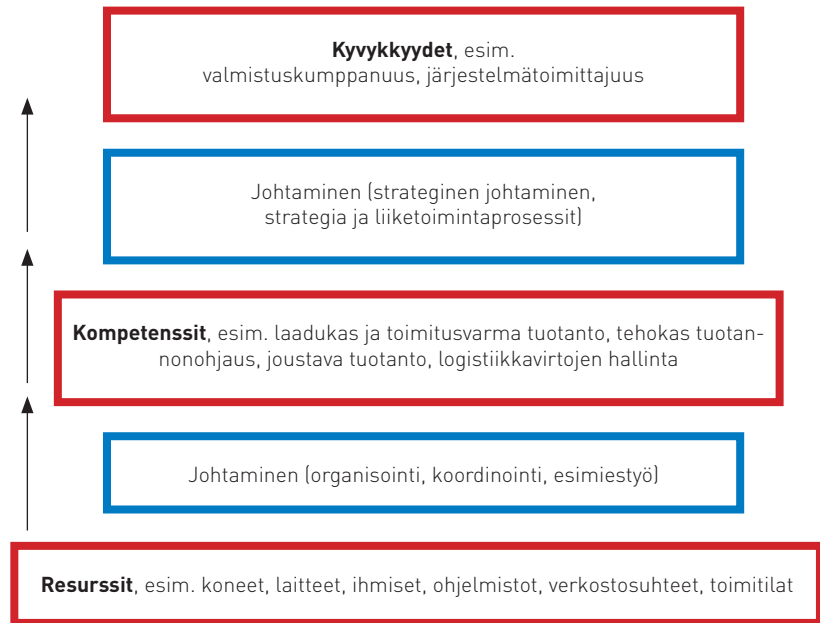 Kyvykkyydet, esim.
valmistuskumppanuus, järjestelmätoimittajuus
Johtaminen (strateginen johtaminen,
strategia ja liiketoimintaprosessit)
Kompetenssit, esim. laadukas ja toimitusvarma tuotanto, tehokas tuotan-
nonohjaus, joustava tuotanto, logistiikkavirtojen hallinta
Johtaminen (organisointi, koordinointi, esimiestyö)
Resurssit, esim. koneet, laitteet, ihmiset, ohjelmistot, verkostosuhteet, toimitilat